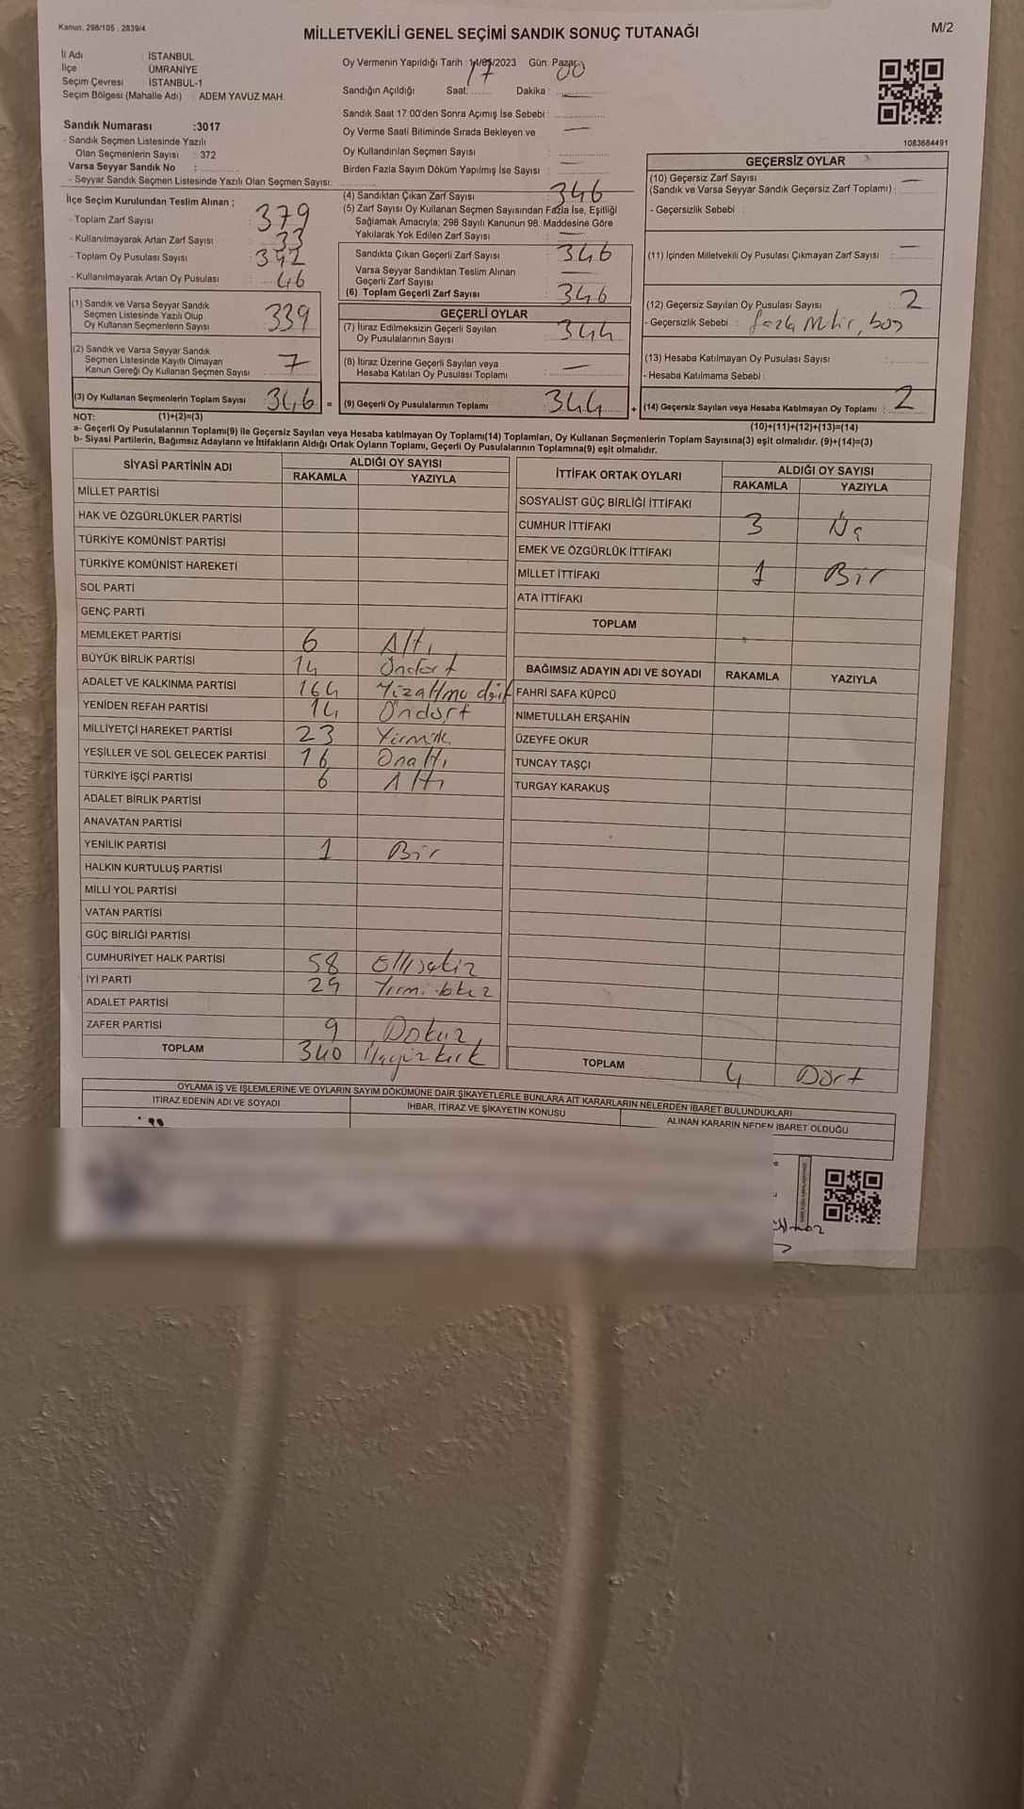 Kanun: 298/105 . 2839/4
MİLLETVEKİLİ GENEL SEÇİMİ SANDIK SONUÇ TUTANAĞI
M/2
İl Adı : İSTANBUL
İlçe : ÜMRANİYE
Seçim Çevresi : İSTANBUL-1
Seçim Bölgesi (Mahalle Adı) : ADEM YAVUZ MAH.
Sandık Numarası :3017
- Sandık Seçmen Listesinde Yazılı
Olan Seçmenlerin Sayısı : 372
Varsa Seyyar Sandık No :
- Seyyar Sandık Seçmen Listesinde Yazılı Olan Seçmen Sayısı:
İlçe Seçim Kurulundan Teslim Alınan ;
- Toplam Zarf Sayısı : 379
- Kullanılmayarak Artan Zarf Sayısı : 33
- Toplam Oy Pusulası Sayısı : 392
- Kullanılmayarak Artan Oy Pusulası : 46
(1) Sandık ve Varsa Seyyar Sandık
Seçmen Listesinde Yazılı Olup
Oy Kullanan Seçmenlerin Sayısı : 339
(2) Sandık ve Varsa Seyyar Sandık
Seçmen Listesinde Kayıtlı Olmayan
Kanun Gereği Oy Kullanan Seçmen Sayısı : 7
(3) Oy Kullanan Seçmenlerin Toplam Sayısı : 346 =
Oy Vermenin Yapıldığı Tarih : 14/05/2023 Gün: Pazar
Sandığın Açıldığı Saat: 17 Dakika : 00
Sandık Saat 17:00'den Sonra Açımış İse Sebebi : —
Oy Verme Saati Bitiminde Sırada Bekleyen ve
Oy Kullandırılan Seçmen Sayısı : —
Birden Fazla Sayım Döküm Yapılmış İse Sayısı : —
(4) Sandıktan Çıkan Zarf Sayısı : 346
(5) Zarf Sayısı Oy Kullanan Seçmen Sayısından Fazla İse, Eşitliği
Sağlamak Amacıyla; 298 Sayılı Kanunun 98. Maddesine Göre
Yakılarak Yok Edilen Zarf Sayısı : —
Sandıkta Çıkan Geçerli Zarf Sayısı : 346
Varsa Seyyar Sandıktan Teslim Alınan
Geçerli Zarf Sayısı : —
(6) Toplam Geçerli Zarf Sayısı : 346
GEÇERLİ OYLAR
(7) İtiraz Edilmeksizin Geçerli Sayılan
Oy Pusulalarının Sayısı : 344
(8) İtiraz Üzerine Geçerli Sayılan veya
Hesaba Katılan Oy Pusulası Toplamı : —
(9) Geçerli Oy Pusulalarının Toplamı : 344 +
1083684491
GEÇERSİZ OYLAR
(10) Geçersiz Zarf Sayısı : —
(Sandık ve Varsa Seyyar Sandık Geçersiz Zarf Toplamı) :
- Geçersizlik Sebebi :
(11) İçinden Milletvekili Oy Pusulası Çıkmayan Zarf Sayısı : —
(12) Geçersiz Sayılan Oy Pusulası Sayısı : 2
- Geçersizlik Sebebi : fazla mühür, boş
(13) Hesaba Katılmayan Oy Pusulası Sayısı :
- Hesaba Katılmama Sebebi :
(14) Geçersiz Sayılan veya Hesaba Katılmayan Oy Toplamı : 2
NOT: (1)+(2)=(3) (10)+(11)+(12)+(13)=(14)
a- Geçerli Oy Pusulalarının Toplamı(9) ile Geçersiz Sayılan veya Hesaba katılmayan Oy Toplamı(14) Toplamları, Oy Kullanan Seçmenlerin Toplam Sayısına(3) eşit olmalıdır. (9)+(14)=(3)
b- Siyasi Partilerin, Bağımsız Adayların ve İttifakların Aldığı Ortak Oyların Toplamı, Geçerli Oy Pusulalarının Toplamına(9) eşit olmalıdır.
SİYASİ PARTİNİN ADI ALDIĞI OY SAYISI
RAKAMLA YAZIYLA
MİLLET PARTİSİ
HAK VE ÖZGÜRLÜKLER PARTİSİ
TÜRKİYE KOMÜNİST PARTİSİ
TÜRKİYE KOMÜNİST HAREKETİ
SOL PARTİ
GENÇ PARTİ
MEMLEKET PARTİSİ 6 Altı
BÜYÜK BİRLİK PARTİSİ 14 Ondört
ADALET VE KALKINMA PARTİSİ 164 Yüzaltmış dört
YENİDEN REFAH PARTİSİ 14 Ondört
MİLLİYETÇİ HAREKET PARTİSİ 23
YEŞİLLER VE SOL GELECEK PARTİSİ 16 Onaltı
TÜRKİYE İŞÇİ PARTİSİ 6 Altı
ADALET BİRLİK PARTİSİ
ANAVATAN PARTİSİ
YENİLİK PARTİSİ 1 Bir
HALKIN KURTULUŞ PARTİSİ
MİLLİ YOL PARTİSİ
VATAN PARTİSİ
GÜÇ BİRLİĞİ PARTİSİ
CUMHURİYET HALK PARTİSİ 58 Ellisekiz
İYİ PARTİ 29 Yirmi dokuz
ADALET PARTİSİ
ZAFER PARTİSİ 9 Dokuz
TOPLAM 340 Üçyüzkırk
İTTİFAK ORTAK OYLARI ALDIĞI OY SAYISI
RAKAMLA YAZIYLA
SOSYALİST GÜÇ BİRLİĞİ İTTİFAKI
CUMHUR İTTİFAKI 3 Üç
EMEK VE ÖZGÜRLÜK İTTİFAKI
MİLLET İTTİFAKI 1 Bir
ATA İTTİFAKI
TOPLAM
BAĞIMSIZ ADAYIN ADI VE SOYADI RAKAMLA YAZIYLA
FAHRİ SAFA KÜPCÜ
NİMETULLAH ERŞAHİN
ÜZEYFE OKUR
TUNCAY TAŞÇI
TURGAY KARAKUŞ
TOPLAM 4 Dört
OYLAMA İŞ VE İŞLEMLERİNE VE OYLARIN SAYIM DÖKÜMÜNE DAİR ŞİKAYETLERLE BUNLARA AİT KARARLARIN NELERDEN İBARET BULUNDUKLARI
İTİRAZ EDENİN ADI VE SOYADI İHBAR, İTİRAZ VE ŞİKAYETİN KONUSU ALINAN KARARIN NEDEN İBARET OLDUĞU